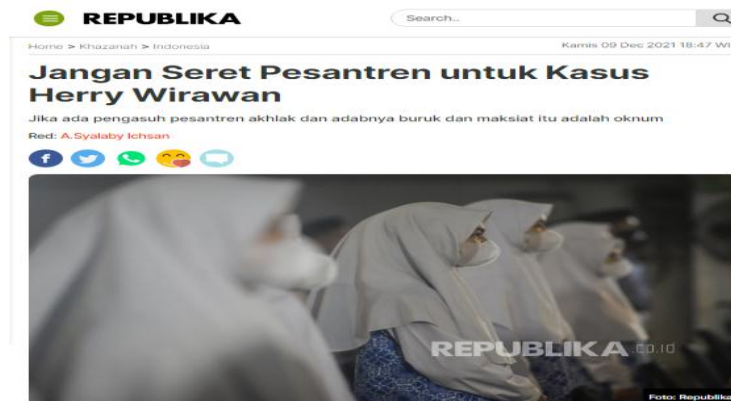 REPUBLIKA
Search..
Home > Khazanah > Indonesia
Kamis 09 Dec 2021 18:47 WI
Jangan Seret Pesantren untuk Kasus
Herry Wirawan
Jika ada pengasuh pesantren akhlak dan adabnya buruk dan maksiat itu adalah oknum
Red: A.Syalaby Ichsan
REPUBLIKA.co.id
Foto: Republika